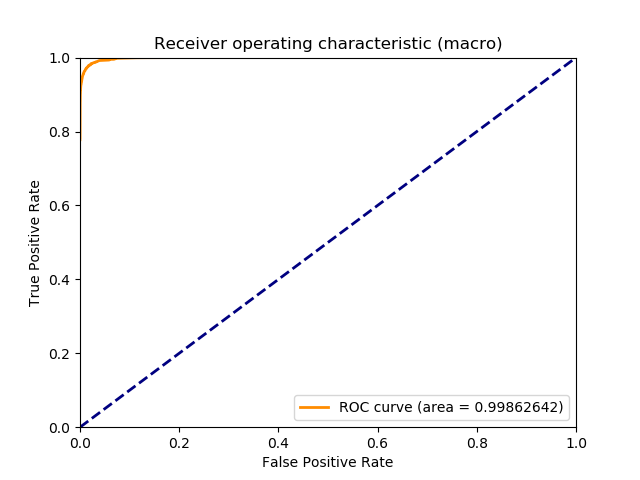 Receiver operating characteristic (macro)
1.0
0.8
0.6
0.4
0.2
0.0
True Positive Rate
ROC curve (area = 0.99862642)
0.0 0.2 0.4 0.6 0.8 1.0
False Positive Rate